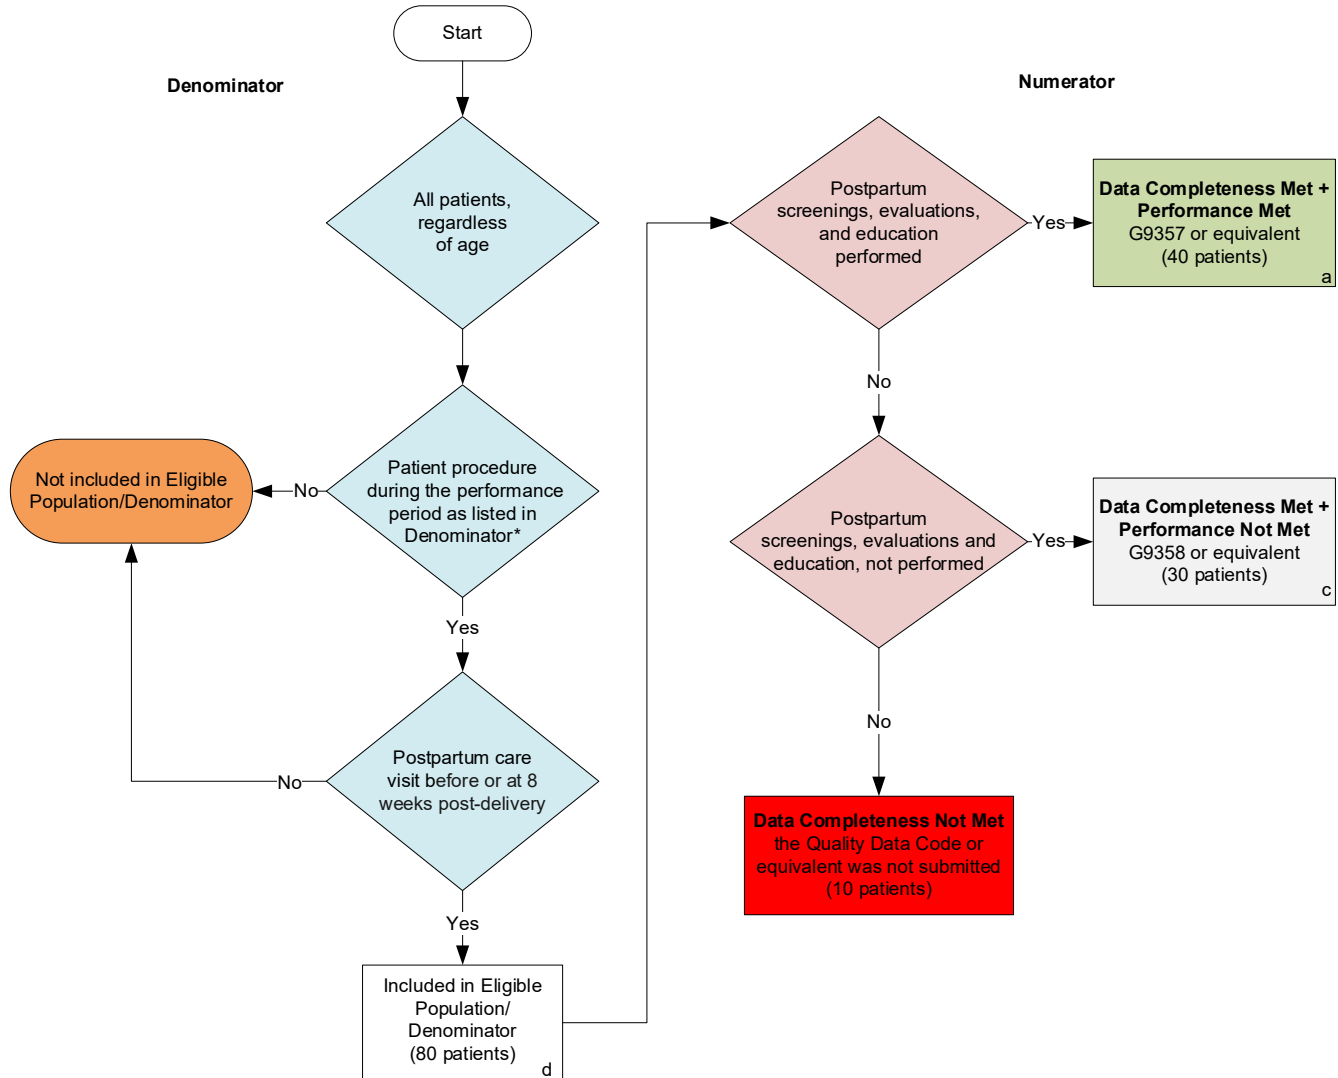 Start
Denominator
All patients,
regardless
of age
Patient procedure
during the performance
period as listed in
Denominator*
No
Not included in Eligible
Population/Denominator
Yes
Postpartum care
visit before or at 8
weeks post-delivery
No
Yes
Included in Eligible
Population/
Denominator
(80 patients)
d
Numerator
Postpartum
screenings, evaluations,
and education
performed
Yes
Data Completeness Met +
Performance Met
G9357 or equivalent
(40 patients)
a
No
Postpartum
screenings, evaluations and
education, not performed
Yes
Data Completeness Met +
Performance Not Met
G9358 or equivalent
(30 patients)
c
No
Data Completeness Not Met
the Quality Data Code or
equivalent was not submitted
(10 patients)